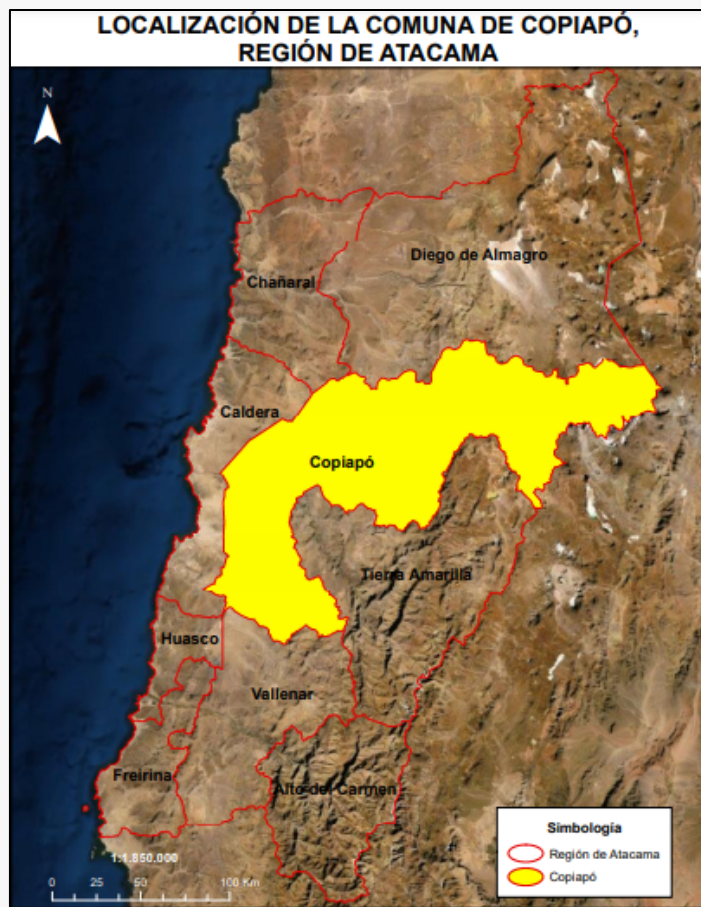 LOCALIZACIÓN DE LA COMUNA DE COPIAPÓ,
REGIÓN DE ATACAMA
N
Diego de Almagro
Chañaral
Caldera
Copiapó
Tierra Amarilla
Huasco
Vallenar
Freirina
Alto del Carmen
1:1.850.000
0 25 50 100 Km
Simbología
Región de Atacama
Copiapó